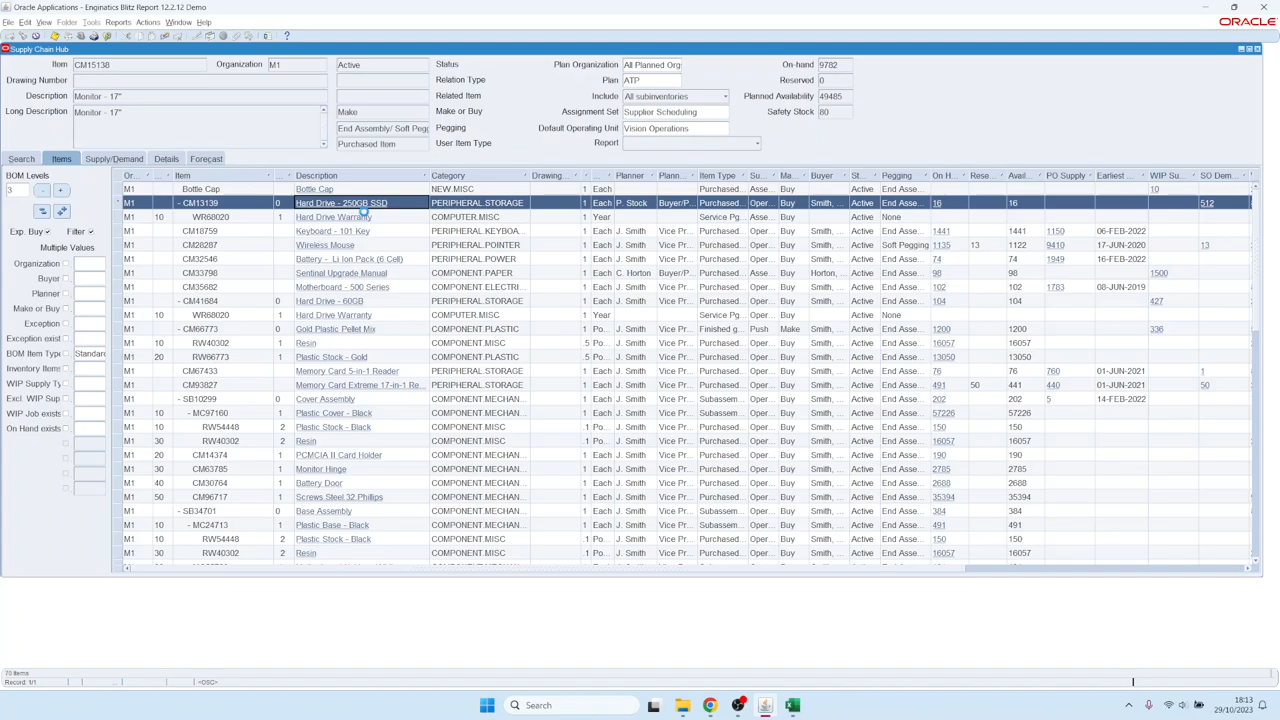 Oracle Applications - Enginatics Blitz Report 12.2.12 Demo
File Edit View Folder Tools Reports Actions Window Help
ORACLE
Supply Chain Hub
Item CM15138 Organization M1 Active Status Plan Organization All Planned Org On-hand 9782
Drawing Number Relation Type Plan ATP Reserved 0
Description Monitor - 17" Related Item Include All subinventories Planned Availability 49485
Long Description Monitor - 17" Make Make or Buy Assignment Set Supplier Scheduling Safety Stock 80
End Assembly/ Soft Pegg Pegging Default Operating Unit Vision Operations
Purchased Item User Item Type Report
Search Items Supply/Demand Details Forecast
BOM Levels
3 - +
Exp. Buy Filter
Multiple Values
Organization
Buyer
Planner
Make or Buy
Exception
Exception exist
BOM Item Type Standard
Inventory Items
WIP Supply Ty
Excl. WIP Sup
WIP Job exists
On Hand exists
Or... ... Item ... Description Category Drawing... ... Planner Plann... Item Type Su... Ma... Buyer St... Pegging On H... Rese... Avail... PO Supply Earliest ... WIP Su... SO Dem...
M1 Bottle Cap Bottle Cap NEW.MISC 1 Each Purchased... Asse... Buy Active End Asse... 10
M1 - CM13139 0 Hard Drive - 250GB SSD PERIPHERAL.STORAGE 1 Each P. Stock Buyer/P... Purchased... Oper... Buy Smith, ... Active End Asse... 16 16 512
M1 10 WR68020 1 Hard Drive Warranty COMPUTER.MISC 1 Year Service Pg... Oper... Buy Active None
M1 CM18759 Keyboard - 101 Key PERIPHERAL.KEYBOA... 1 Each J. Smith Vice Pr... Purchased... Oper... Buy Smith, ... Active End Asse... 1441 1441 1150 06-FEB-2022
M1 CM28287 Wireless Mouse PERIPHERAL.POINTER 1 Each J. Smith Vice Pr... Purchased... Oper... Buy Smith, ... Active Soft Pegging 1135 13 1122 9410 17-JUN-2020 13
M1 CM32546 Battery - Li Ion Pack (6 Cell) PERIPHERAL.POWER 1 Each J. Smith Vice Pr... Purchased... Oper... Buy Smith, ... Active End Asse... 74 74 1949 16-FEB-2022
M1 CM33798 Sentinal Upgrade Manual COMPONENT.PAPER 1 Each C. Horton Buyer/P... Purchased... Asse... Buy Horton, ... Active End Asse... 98 98 1500
M1 CM35682 Motherboard - 500 Series COMPONENT.ELECTRI... 1 Each J. Smith Vice Pr... Purchased... Oper... Buy Smith, ... Active End Asse... 102 102 1783 08-JUN-2019
M1 - CM41684 0 Hard Drive - 60GB PERIPHERAL.STORAGE 1 Each J. Smith Vice Pr... Purchased... Oper... Buy Smith, ... Active End Asse... 104 104 427
M1 10 WR68020 1 Hard Drive Warranty COMPUTER.MISC 1 Year Service Pg... Oper... Buy Active None
M1 - CM66773 0 Gold Plastic Pellet Mix COMPONENT.PLASTIC 1 Po... J. Smith Vice Pr... Finished g... Push Make Smith, ... Active End Asse... 1200 1200 336
M1 10 RW40302 1 Resin COMPONENT.MISC .5 Po... J. Smith Vice Pr... Purchased... Oper... Buy Smith, ... Active End Asse... 16057 16057
M1 20 RW66773 1 Plastic Stock - Gold COMPONENT.PLASTIC .5 Po... J. Smith Vice Pr... Purchased... Oper... Buy Smith, ... Active End Asse... 13050 13050
M1 CM67433 Memory Card 5-in-1 Reader PERIPHERAL.STORAGE 1 Each J. Smith Vice Pr... Purchased... Oper... Buy Smith, ... Active End Asse... 76 76 760 01-JUN-2021 1
M1 CM93827 Memory Card Extreme 17-in-1 Re... PERIPHERAL.STORAGE 1 Each J. Smith Vice Pr... Purchased... Oper... Buy Smith, ... Active End Asse... 491 50 441 440 01-JUN-2021 50
M1 - SB10299 0 Cover Assembly COMPONENT.MECHAN... 1 Each J. Smith Vice Pr... Subassem... Oper... Buy Smith, ... Active End Asse... 202 202 5 14-FEB-2022
M1 10 - MC97160 1 Plastic Cover - Black COMPONENT.MECHAN... 1 Each J. Smith Vice Pr... Subassem... Oper... Buy Smith, ... Active End Asse... 57226 57226
M1 10 RW54448 2 Plastic Stock - Black COMPONENT.MISC .1 Po... J. Smith Vice Pr... Purchased... Oper... Buy Smith, ... Active End Asse... 150 150
M1 30 RW40302 2 Resin COMPONENT.MISC .1 Po... J. Smith Vice Pr... Purchased... Oper... Buy Smith, ... Active End Asse... 16057 16057
M1 20 CM14374 1 PCMCIA II Card Holder COMPONENT.MECHAN... 1 Each J. Smith Vice Pr... Purchased... Oper... Buy Smith, ... Active End Asse... 190 190
M1 30 CM63785 1 Monitor Hinge COMPONENT.MECHAN... 1 Each J. Smith Vice Pr... Purchased... Oper... Buy Smith, ... Active End Asse... 2785 2785
M1 40 CM30764 1 Battery Door COMPONENT.MECHAN... 1 Each J. Smith Vice Pr... Purchased... Oper... Buy Smith, ... Active End Asse... 2688 2688
M1 50 CM96717 1 Screws.Steel.32.Phillips COMPONENT.MECHAN... 1 Each J. Smith Vice Pr... Purchased... Oper... Buy Smith, ... Active End Asse... 35394 35394
M1 - SB34701 0 Base Assembly COMPONENT.MECHAN... 1 Each J. Smith Vice Pr... Subassem... Oper... Buy Smith, ... Active End Asse... 384 384
M1 10 - MC24713 1 Plastic Base - Black COMPONENT.MECHAN... 1 Each J. Smith Vice Pr... Subassem... Oper... Buy Smith, ... Active End Asse... 491 491
M1 10 RW54448 2 Plastic Stock - Black COMPONENT.MISC .1 Po... J. Smith Vice Pr... Purchased... Oper... Buy Smith, ... Active End Asse... 150 150
M1 30 RW40302 2 Resin COMPONENT.MISC .1 Po... J. Smith Vice Pr... Purchased... Oper... Buy Smith, ... Active End Asse... 16057 16057
70 items
Record: 1/1 ... <OSC>
Search
18:13
29/10/2023